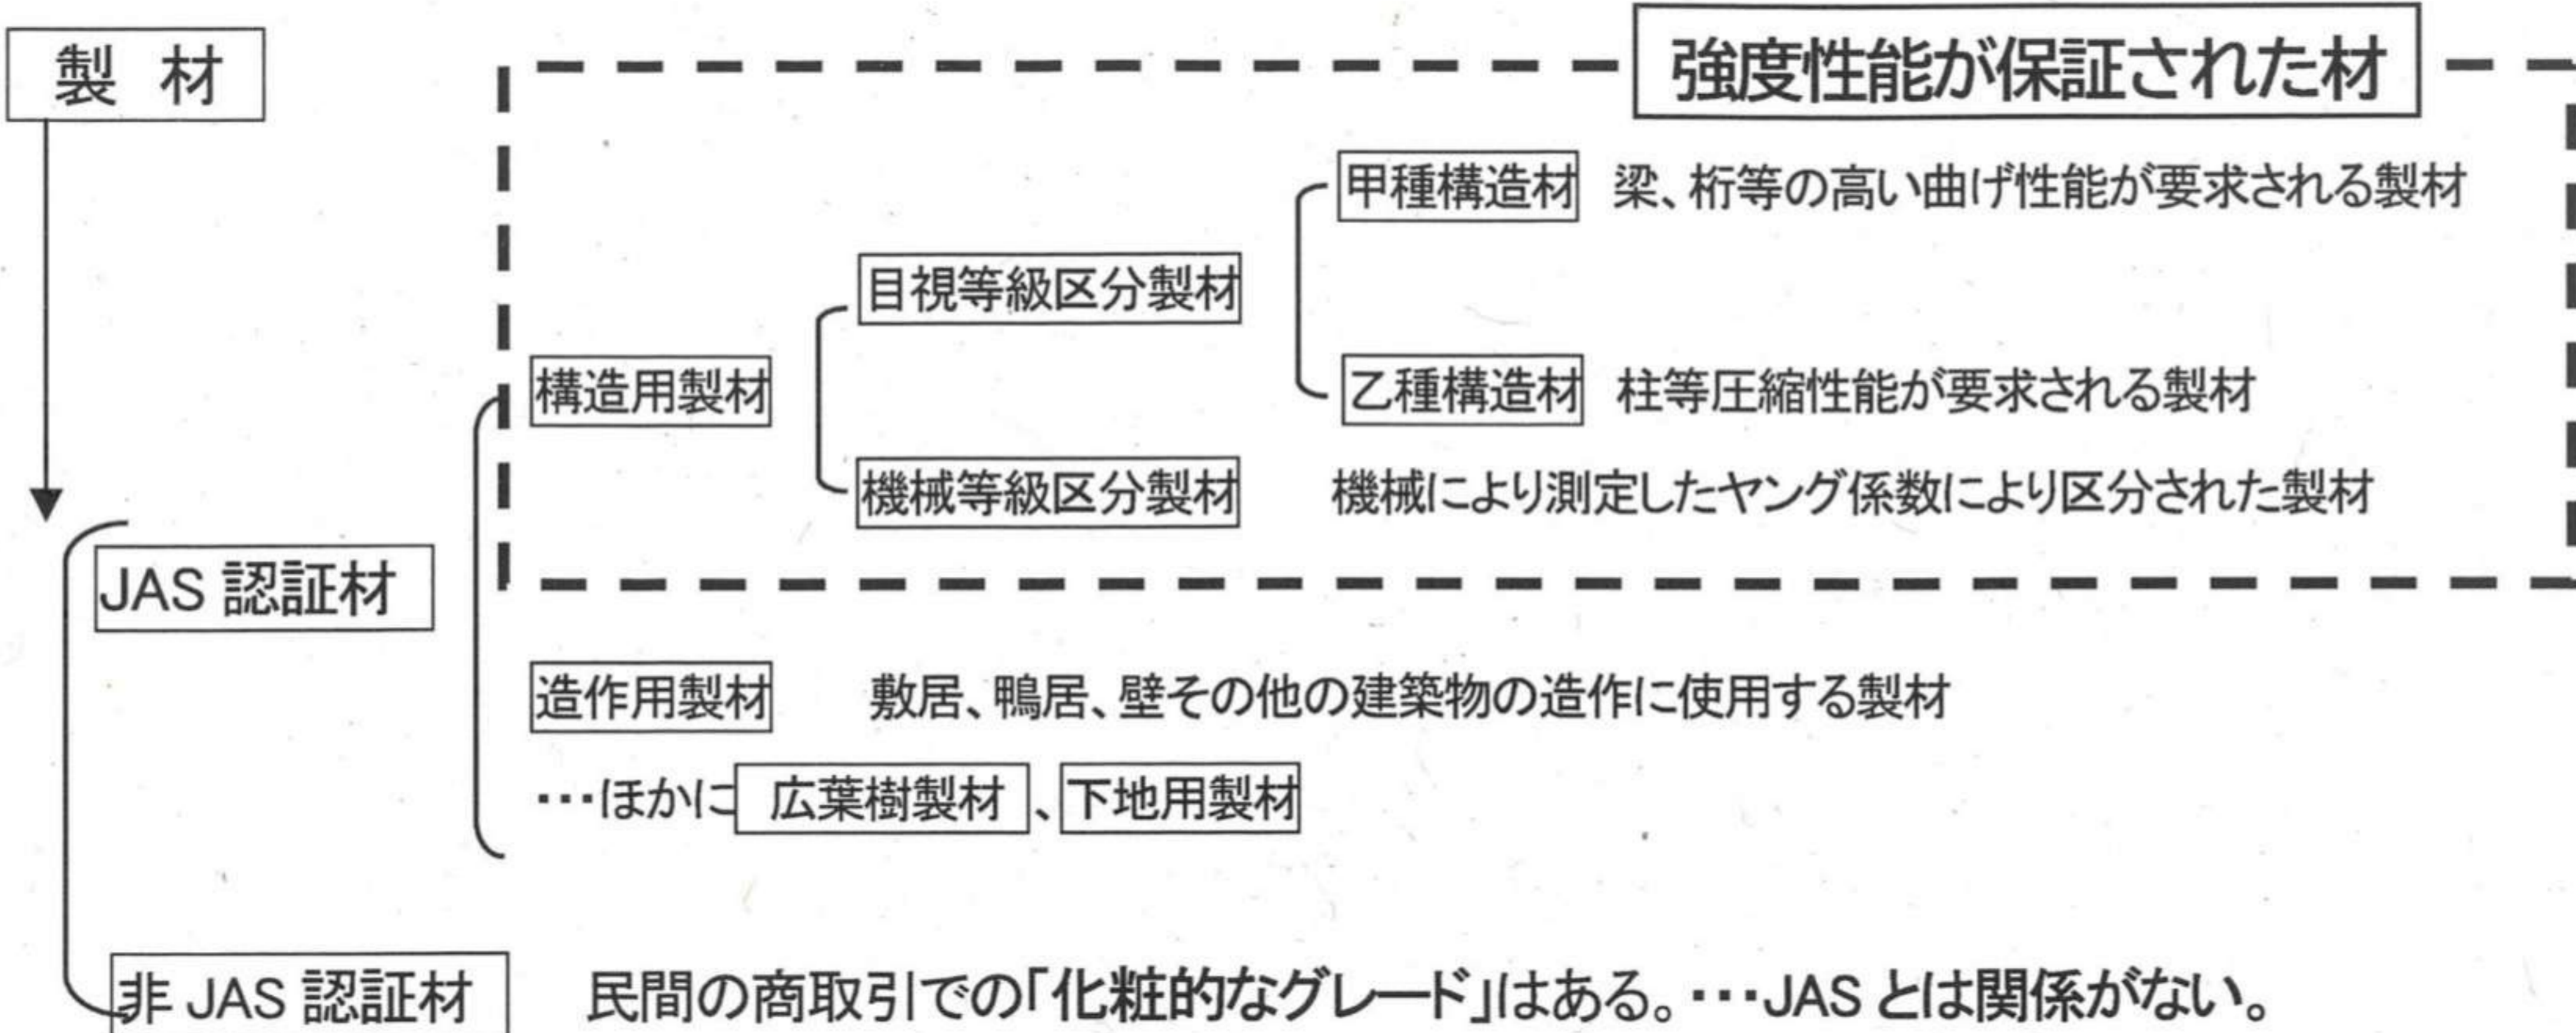 製 材
強度性能が保証された材
甲種構造材 梁、桁等の高い曲げ性能が要求される製材
目視等級区分製材
構造用製材
乙種構造材 柱等圧縮性能が要求される製材
機械等級区分製材 機械により測定したヤング係数により区分された製材
JAS 認証材
造作用製材 敷居、鴨居、壁その他の建築物の造作に使用する製材
…ほかに 広葉樹製材 、下地用製材
非 JAS 認証材 民間の商取引での「化粧的なグレード」はある。…JAS とは関係がない。